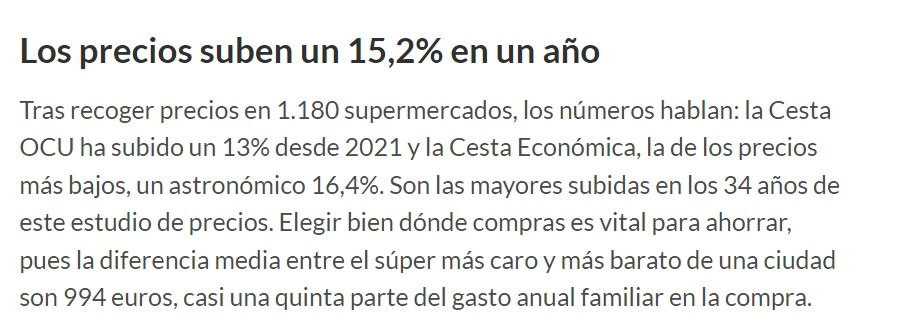 Los precios suben un 15,2% en un año
Tras recoger precios en 1.180 supermercados, los números hablan: la Cesta
OCU ha subido un 13% desde 2021 y la Cesta Económica, la de los precios
más bajos, un astronómico 16,4%. Son las mayores subidas en los 34 años de
este estudio de precios. Elegir bien dónde compras es vital para ahorrar,
pues la diferencia media entre el súper más caro y más barato de una ciudad
son 994 euros, casi una quinta parte del gasto anual familiar en la compra.